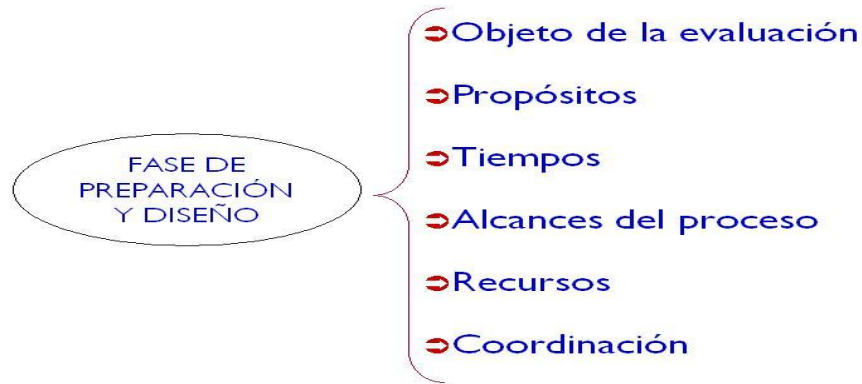 FASE DE
PREPARACIÓN
Y DISEÑO
Objeto de la evaluación
Propósitos
Tiempos
Alcances del proceso
Recursos
Coordinación